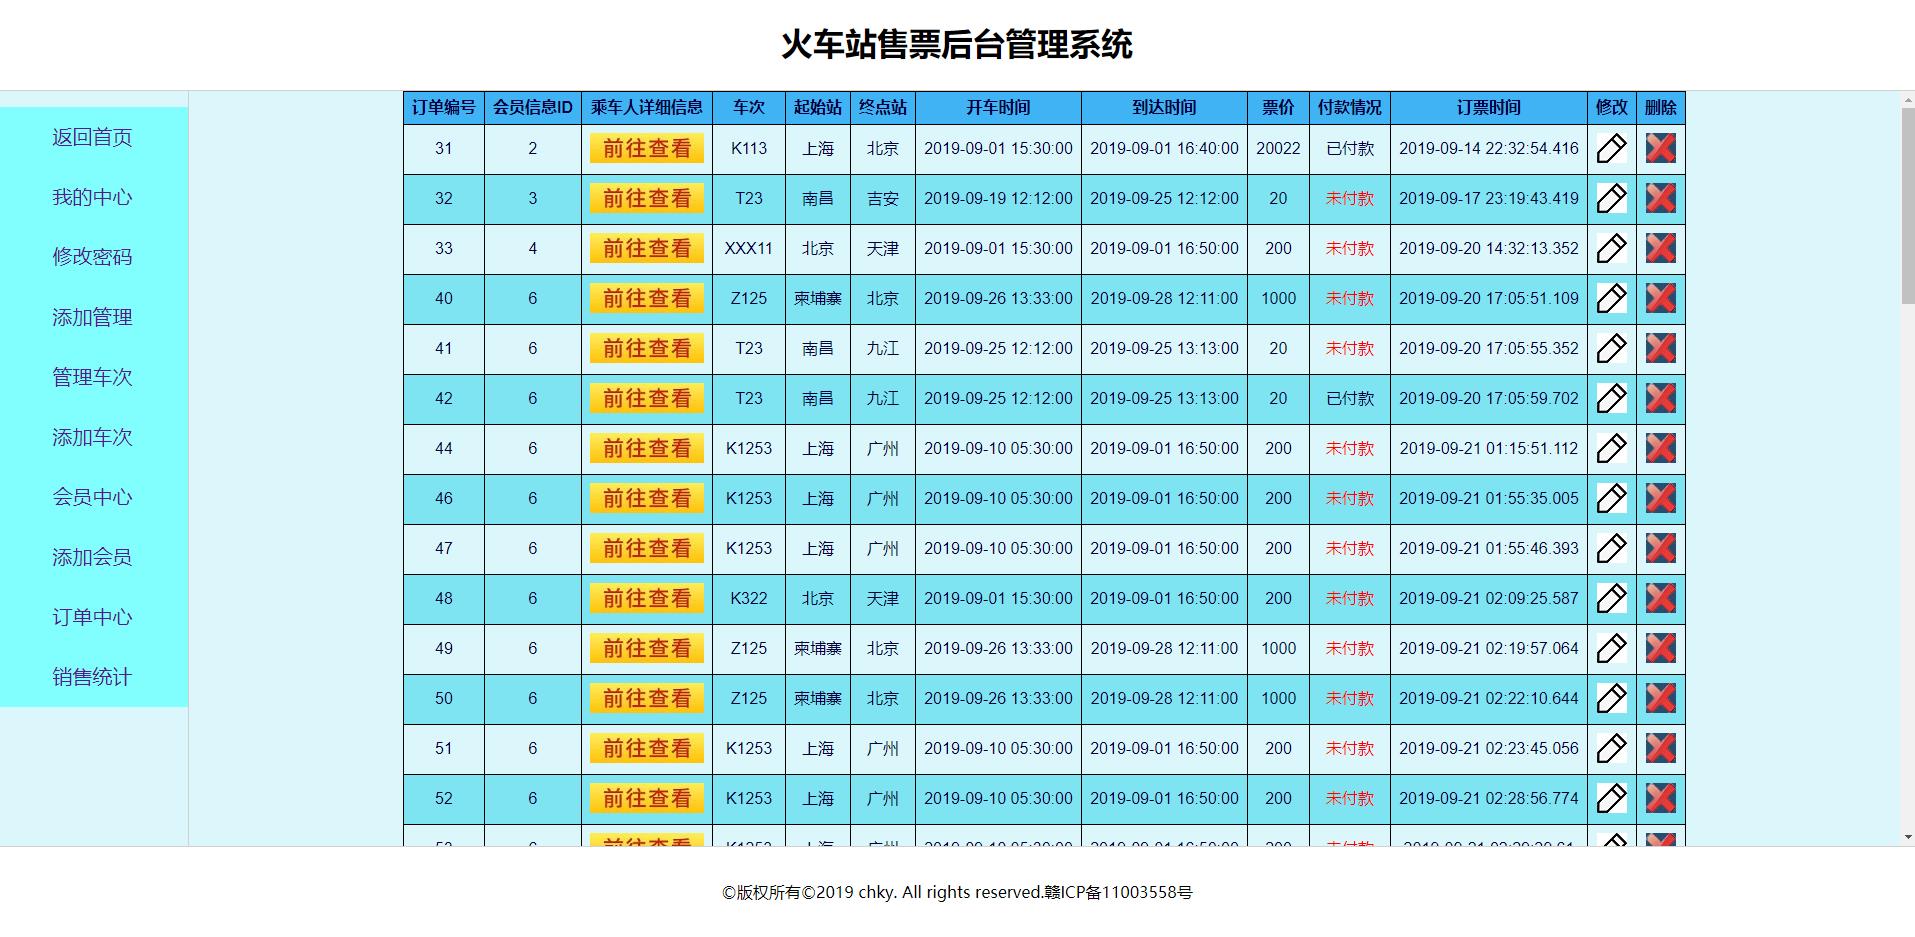 火车站售票后台管理系统
返回首页
我的中心
修改密码
添加管理
管理车次
添加车次
会员中心
添加会员
订单中心
销售统计
订单编号 会员信息ID 乘车人详细信息 车次 起始站 终点站 开车时间 到达时间 票价 付款情况 订票时间 修改 删除
31 2 前往查看 K113 上海 北京 2019-09-01 15:30:00 2019-09-01 16:40:00 20022 已付款 2019-09-14 22:32:54.416
32 3 前往查看 T23 南昌 吉安 2019-09-19 12:12:00 2019-09-25 12:12:00 20 未付款 2019-09-17 23:19:43.419
33 4 前往查看 XXX11 北京 天津 2019-09-01 15:30:00 2019-09-01 16:50:00 200 未付款 2019-09-20 14:32:13.352
40 6 前往查看 Z125 柬埔寨 北京 2019-09-26 13:33:00 2019-09-28 12:11:00 1000 未付款 2019-09-20 17:05:51.109
41 6 前往查看 T23 南昌 九江 2019-09-25 12:12:00 2019-09-25 13:13:00 20 未付款 2019-09-20 17:05:55.352
42 6 前往查看 T23 南昌 九江 2019-09-25 12:12:00 2019-09-25 13:13:00 20 已付款 2019-09-20 17:05:59.702
44 6 前往查看 K1253 上海 广州 2019-09-10 05:30:00 2019-09-01 16:50:00 200 未付款 2019-09-21 01:15:51.112
46 6 前往查看 K1253 上海 广州 2019-09-10 05:30:00 2019-09-01 16:50:00 200 未付款 2019-09-21 01:55:35.005
47 6 前往查看 K1253 上海 广州 2019-09-10 05:30:00 2019-09-01 16:50:00 200 未付款 2019-09-21 01:55:46.393
48 6 前往查看 K322 北京 天津 2019-09-01 15:30:00 2019-09-01 16:50:00 200 未付款 2019-09-21 02:09:25.587
49 6 前往查看 Z125 柬埔寨 北京 2019-09-26 13:33:00 2019-09-28 12:11:00 1000 未付款 2019-09-21 02:19:57.064
50 6 前往查看 Z125 柬埔寨 北京 2019-09-26 13:33:00 2019-09-28 12:11:00 1000 未付款 2019-09-21 02:22:10.644
51 6 前往查看 K1253 上海 广州 2019-09-10 05:30:00 2019-09-01 16:50:00 200 未付款 2019-09-21 02:23:45.056
52 6 前往查看 K1253 上海 广州 2019-09-10 05:30:00 2019-09-01 16:50:00 200 未付款 2019-09-21 02:28:56.774
©版权所有©2019 chky. All rights reserved.赣ICP备11003558号